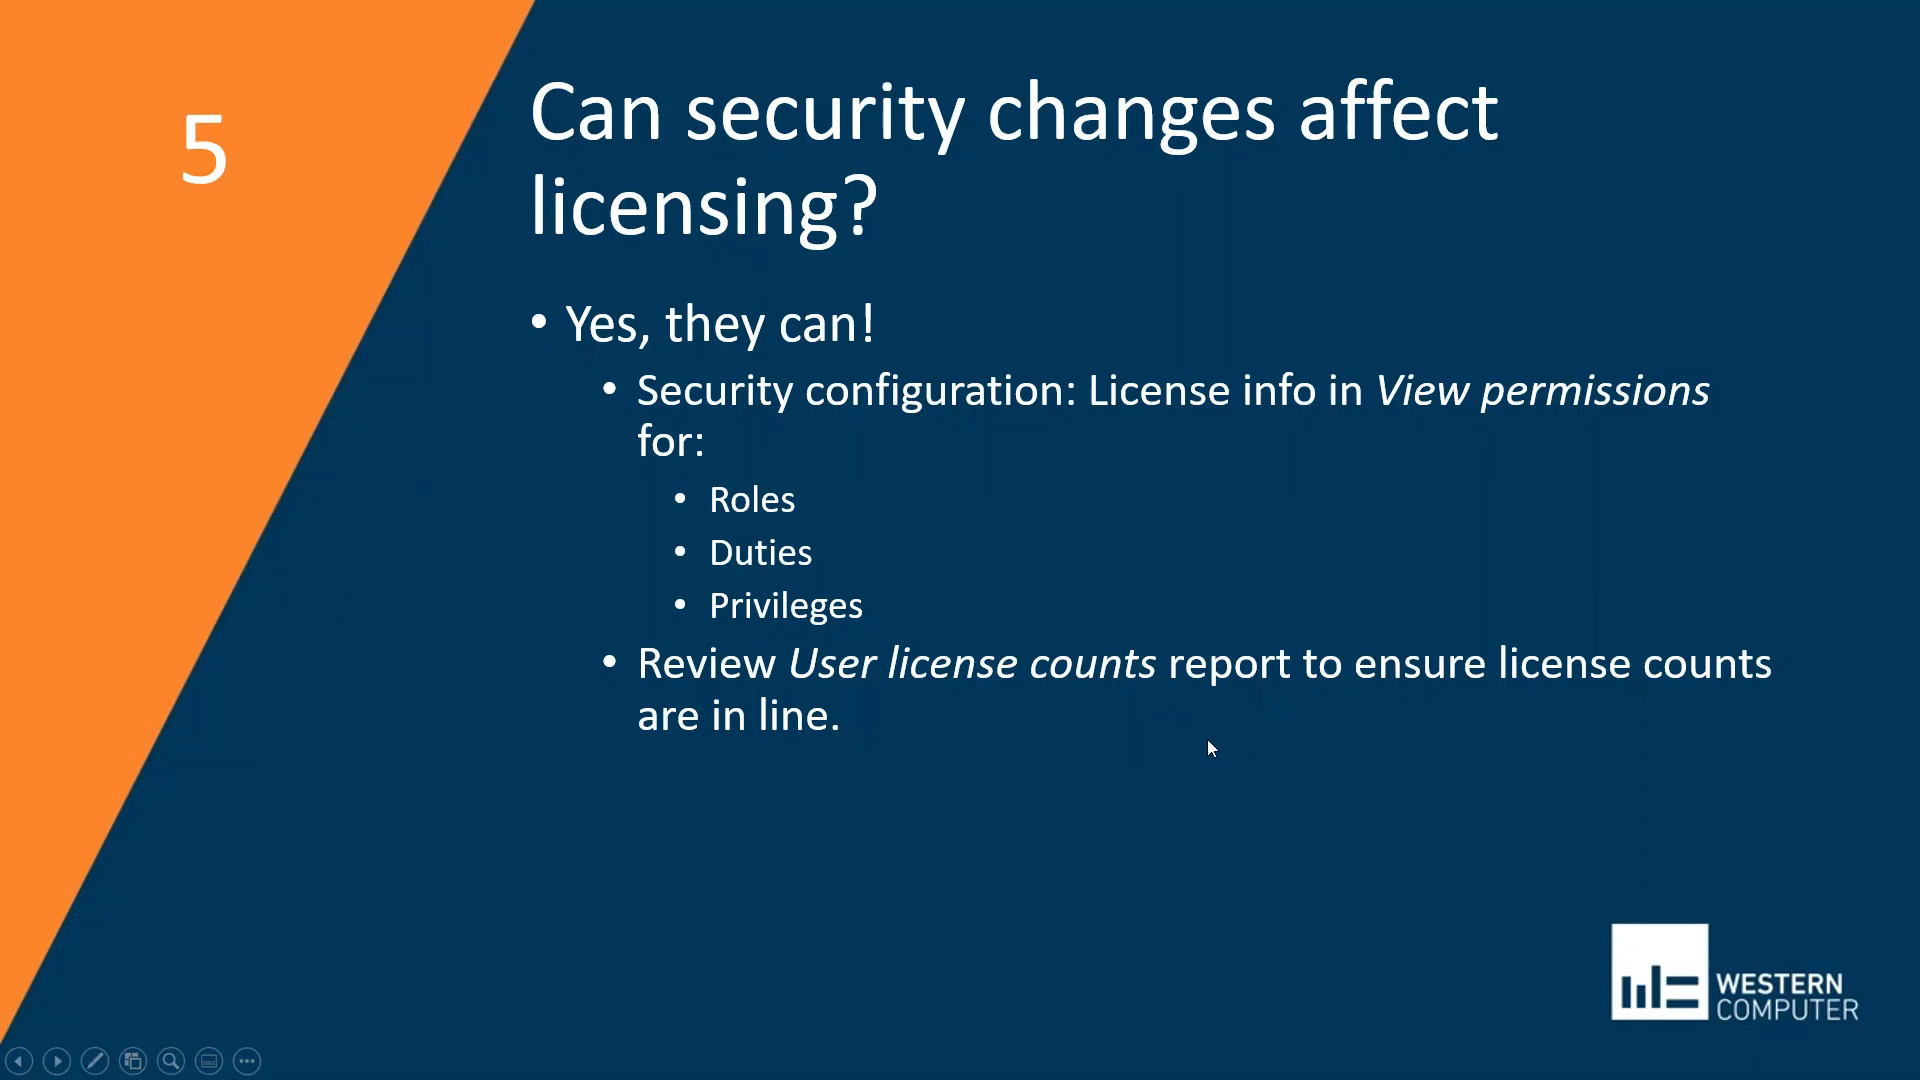 5
Can security changes affect
licensing?
• Yes, they can!
• Security configuration: License info in View permissions
for:
• Roles
• Duties
• Privileges
• Review User license counts report to ensure license counts
are in line.
WESTERN
COMPUTER